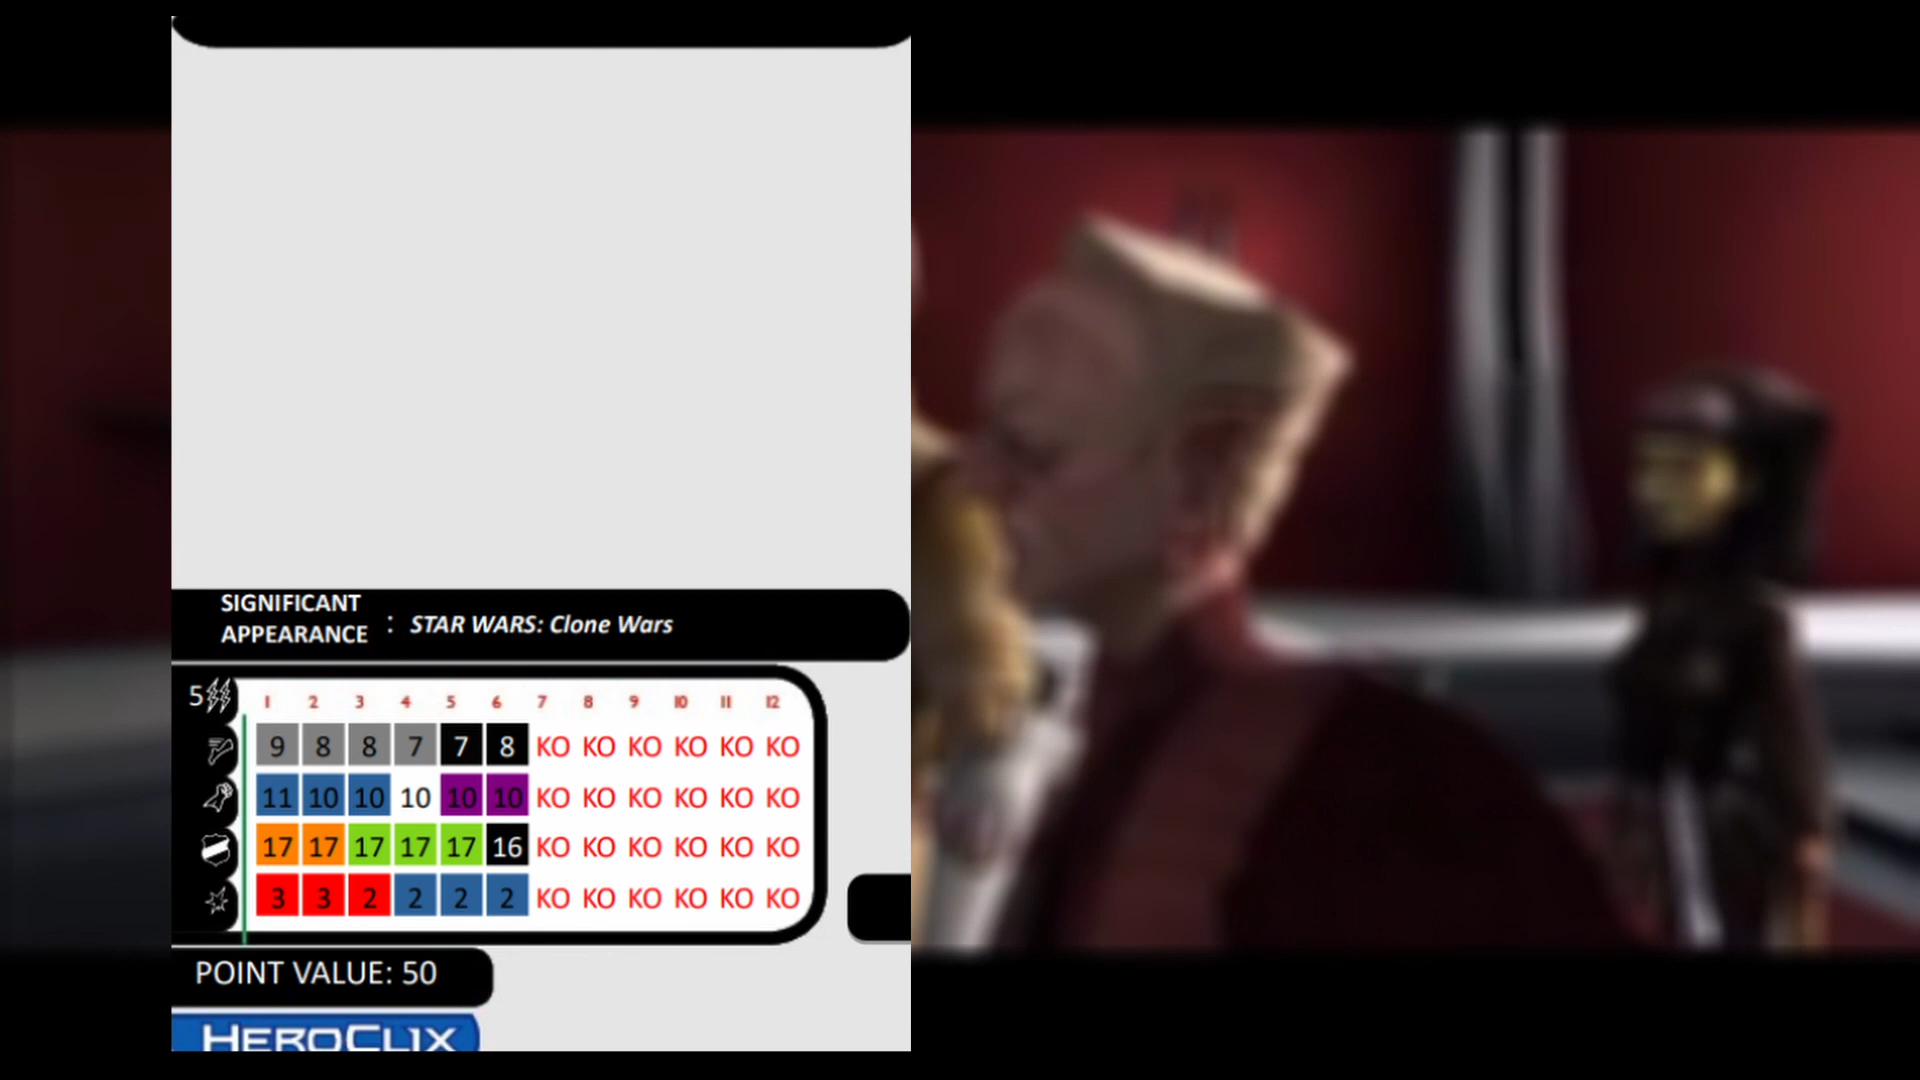 SIGNIFICANT
APPEARANCE : STAR WARS: Clone Wars
5 1 2 3 4 5 6 7 8 9 10 11 12
9 8 8 7 7 8 KO KO KO KO KO KO
11 10 10 10 10 10 KO KO KO KO KO KO
17 17 17 17 17 16 KO KO KO KO KO KO
3 3 2 2 2 2 KO KO KO KO KO KO
POINT VALUE: 50
HEROCLIX